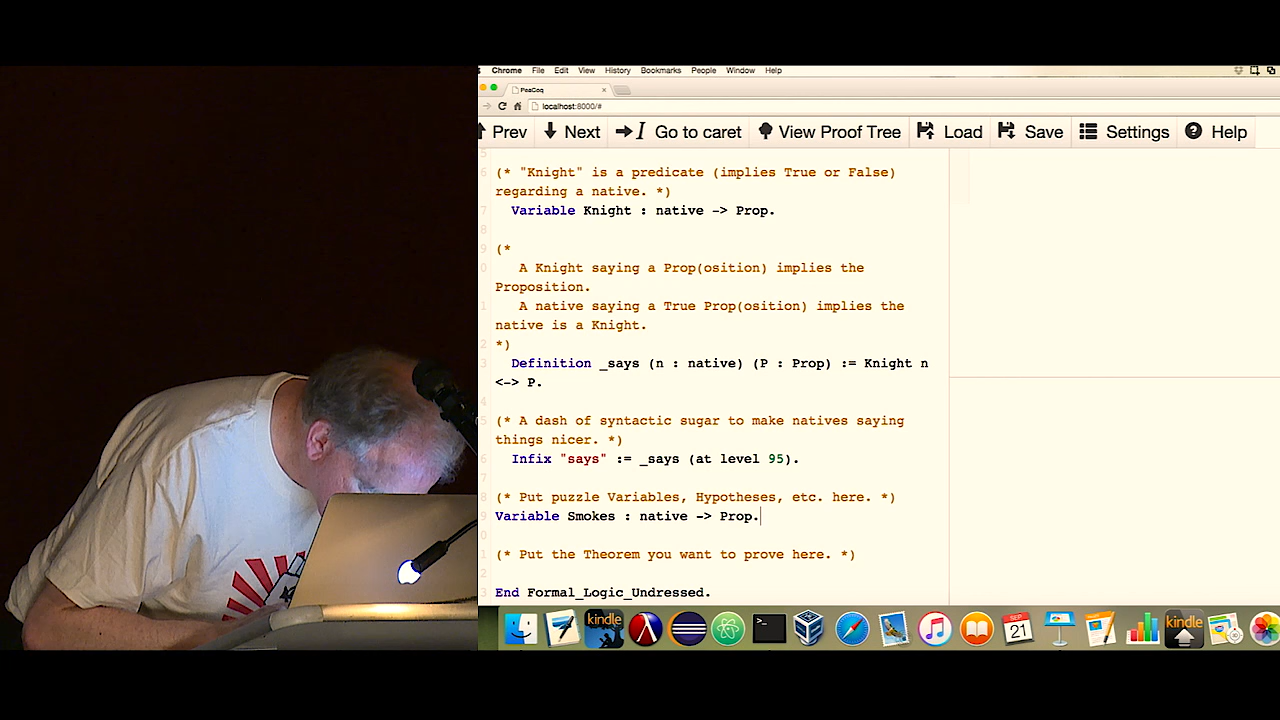 Chrome File Edit View History Bookmarks People Window Help
PeaCoq
localhost:8000/#
Prev Next Go to caret View Proof Tree Load Save Settings Help
(* "Knight" is a predicate (implies True or False)
regarding a native. *)
Variable Knight : native -> Prop.
(*
A Knight saying a Prop(osition) implies the
Proposition.
A native saying a True Prop(osition) implies the
native is a Knight.
*)
Definition _says (n : native) (P : Prop) := Knight n
<-> P.
(* A dash of syntactic sugar to make natives saying
things nicer. *)
Infix "says" := _says (at level 95).
(* Put puzzle Variables, Hypotheses, etc. here. *)
Variable Smokes : native -> Prop.
(* Put the Theorem you want to prove here. *)
End Formal_Logic_Undressed.
kindle
SEP
21
kindle